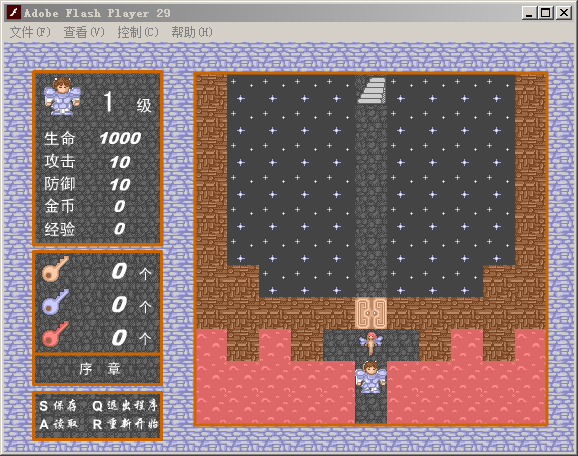 Adobe Flash Player 29
文件(F) 查看(V) 控制(C) 帮助(H)
1 级
生命 1000
攻击 10
防御 10
金币 0
经验 0
0 个
0 个
0 个
序 章
S 保存 Q 退出程序
A 读取 R 重新开始